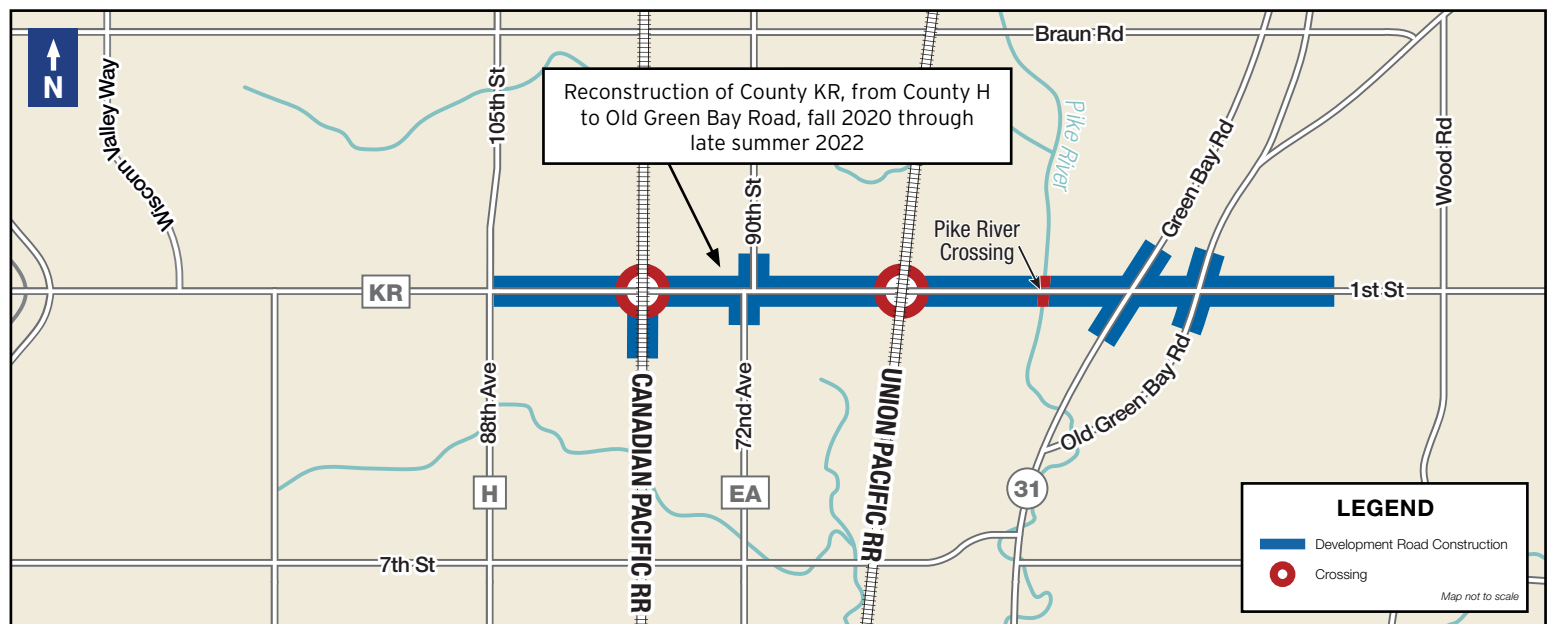 N
Braun Rd
Wisconn Valley Way
105th St
Reconstruction of County KR, from County H
to Old Green Bay Road, fall 2020 through
late summer 2022
Pike River
Green Bay Rd
Wood Rd
90th St
Pike River
Crossing
KR
1st St
88th Ave
CANADIAN PACIFIC RR
72nd Ave
UNION PACIFIC RR
Old Green Bay Rd
H
EA
31
7th St
LEGEND
Development Road Construction
Crossing
Map not to scale